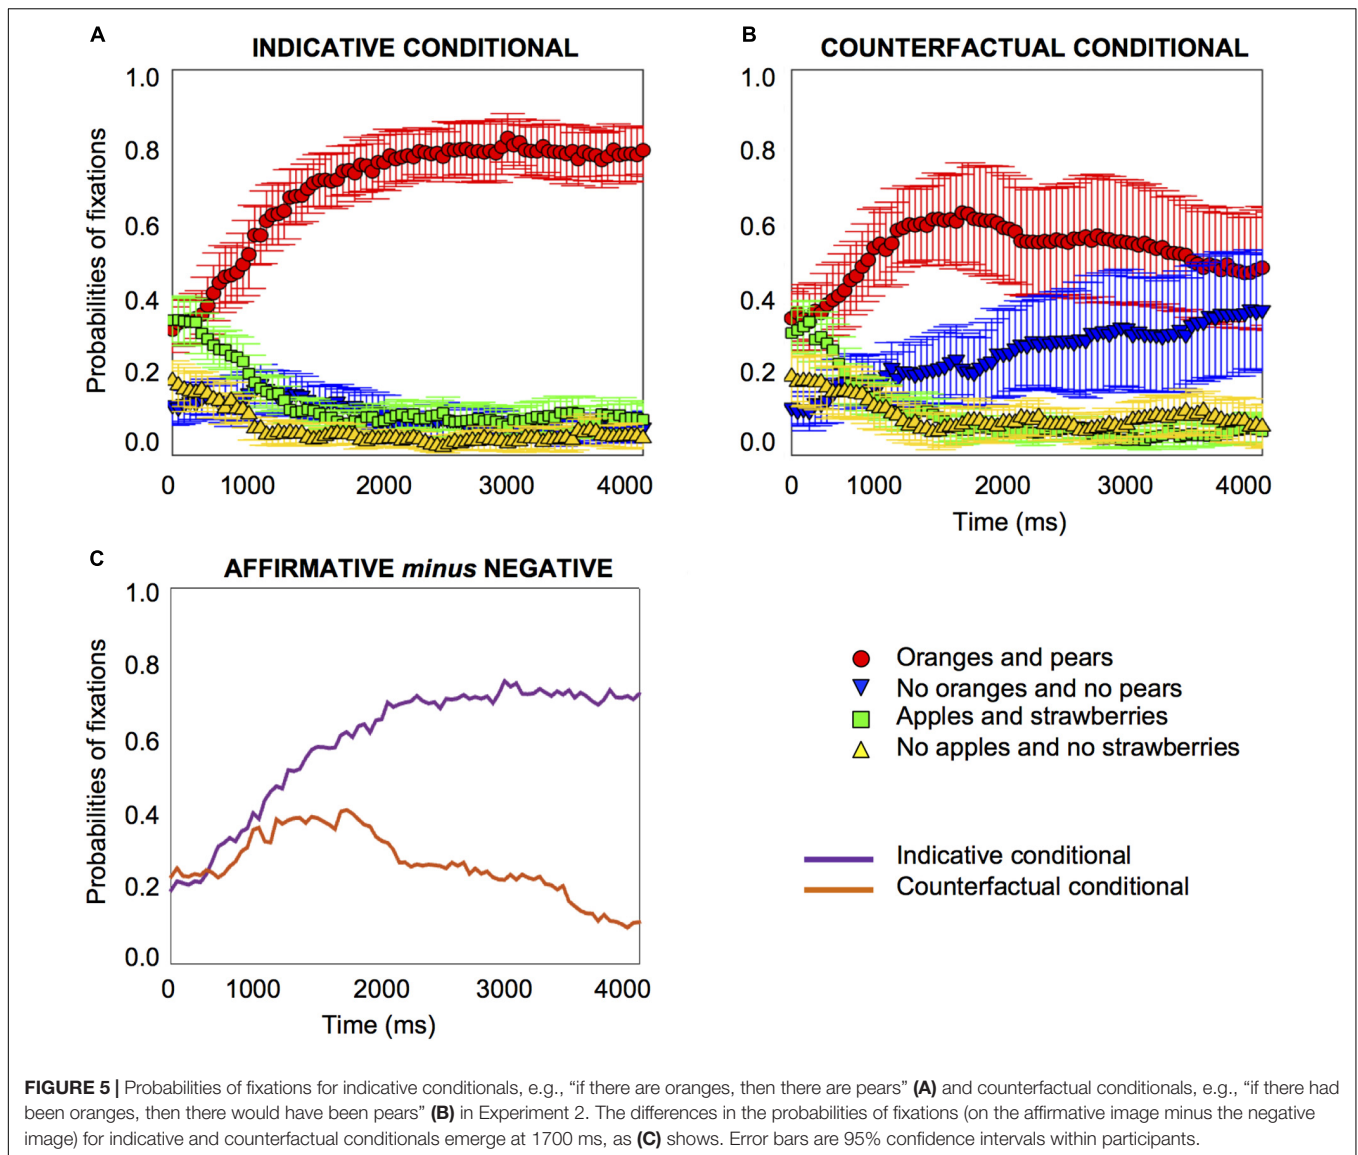 A
INDICATIVE CONDITIONAL
1.0
0.8
0.6
0.4
0.2
0.0
Probabilities of fixations
0 1000 2000 3000 4000
B
COUNTERFACTUAL CONDITIONAL
1.0
0.8
0.6
0.4
0.2
0.0
0 1000 2000 3000 4000
Time (ms)
C
AFFIRMATIVE minus NEGATIVE
1.0
0.8
0.6
0.4
0.2
0.0
Probabilities of fixations
0 1000 2000 3000 4000
Time (ms)
Oranges and pears
No oranges and no pears
Apples and strawberries
No apples and no strawberries
Indicative conditional
Counterfactual conditional
FIGURE 5 | Probabilities of fixations for indicative conditionals, e.g., “if there are oranges, then there are pears” (A) and counterfactual conditionals, e.g., “if there had
been oranges, then there would have been pears” (B) in Experiment 2. The differences in the probabilities of fixations (on the affirmative image minus the negative
image) for indicative and counterfactual conditionals emerge at 1700 ms, as (C) shows. Error bars are 95% confidence intervals within participants.